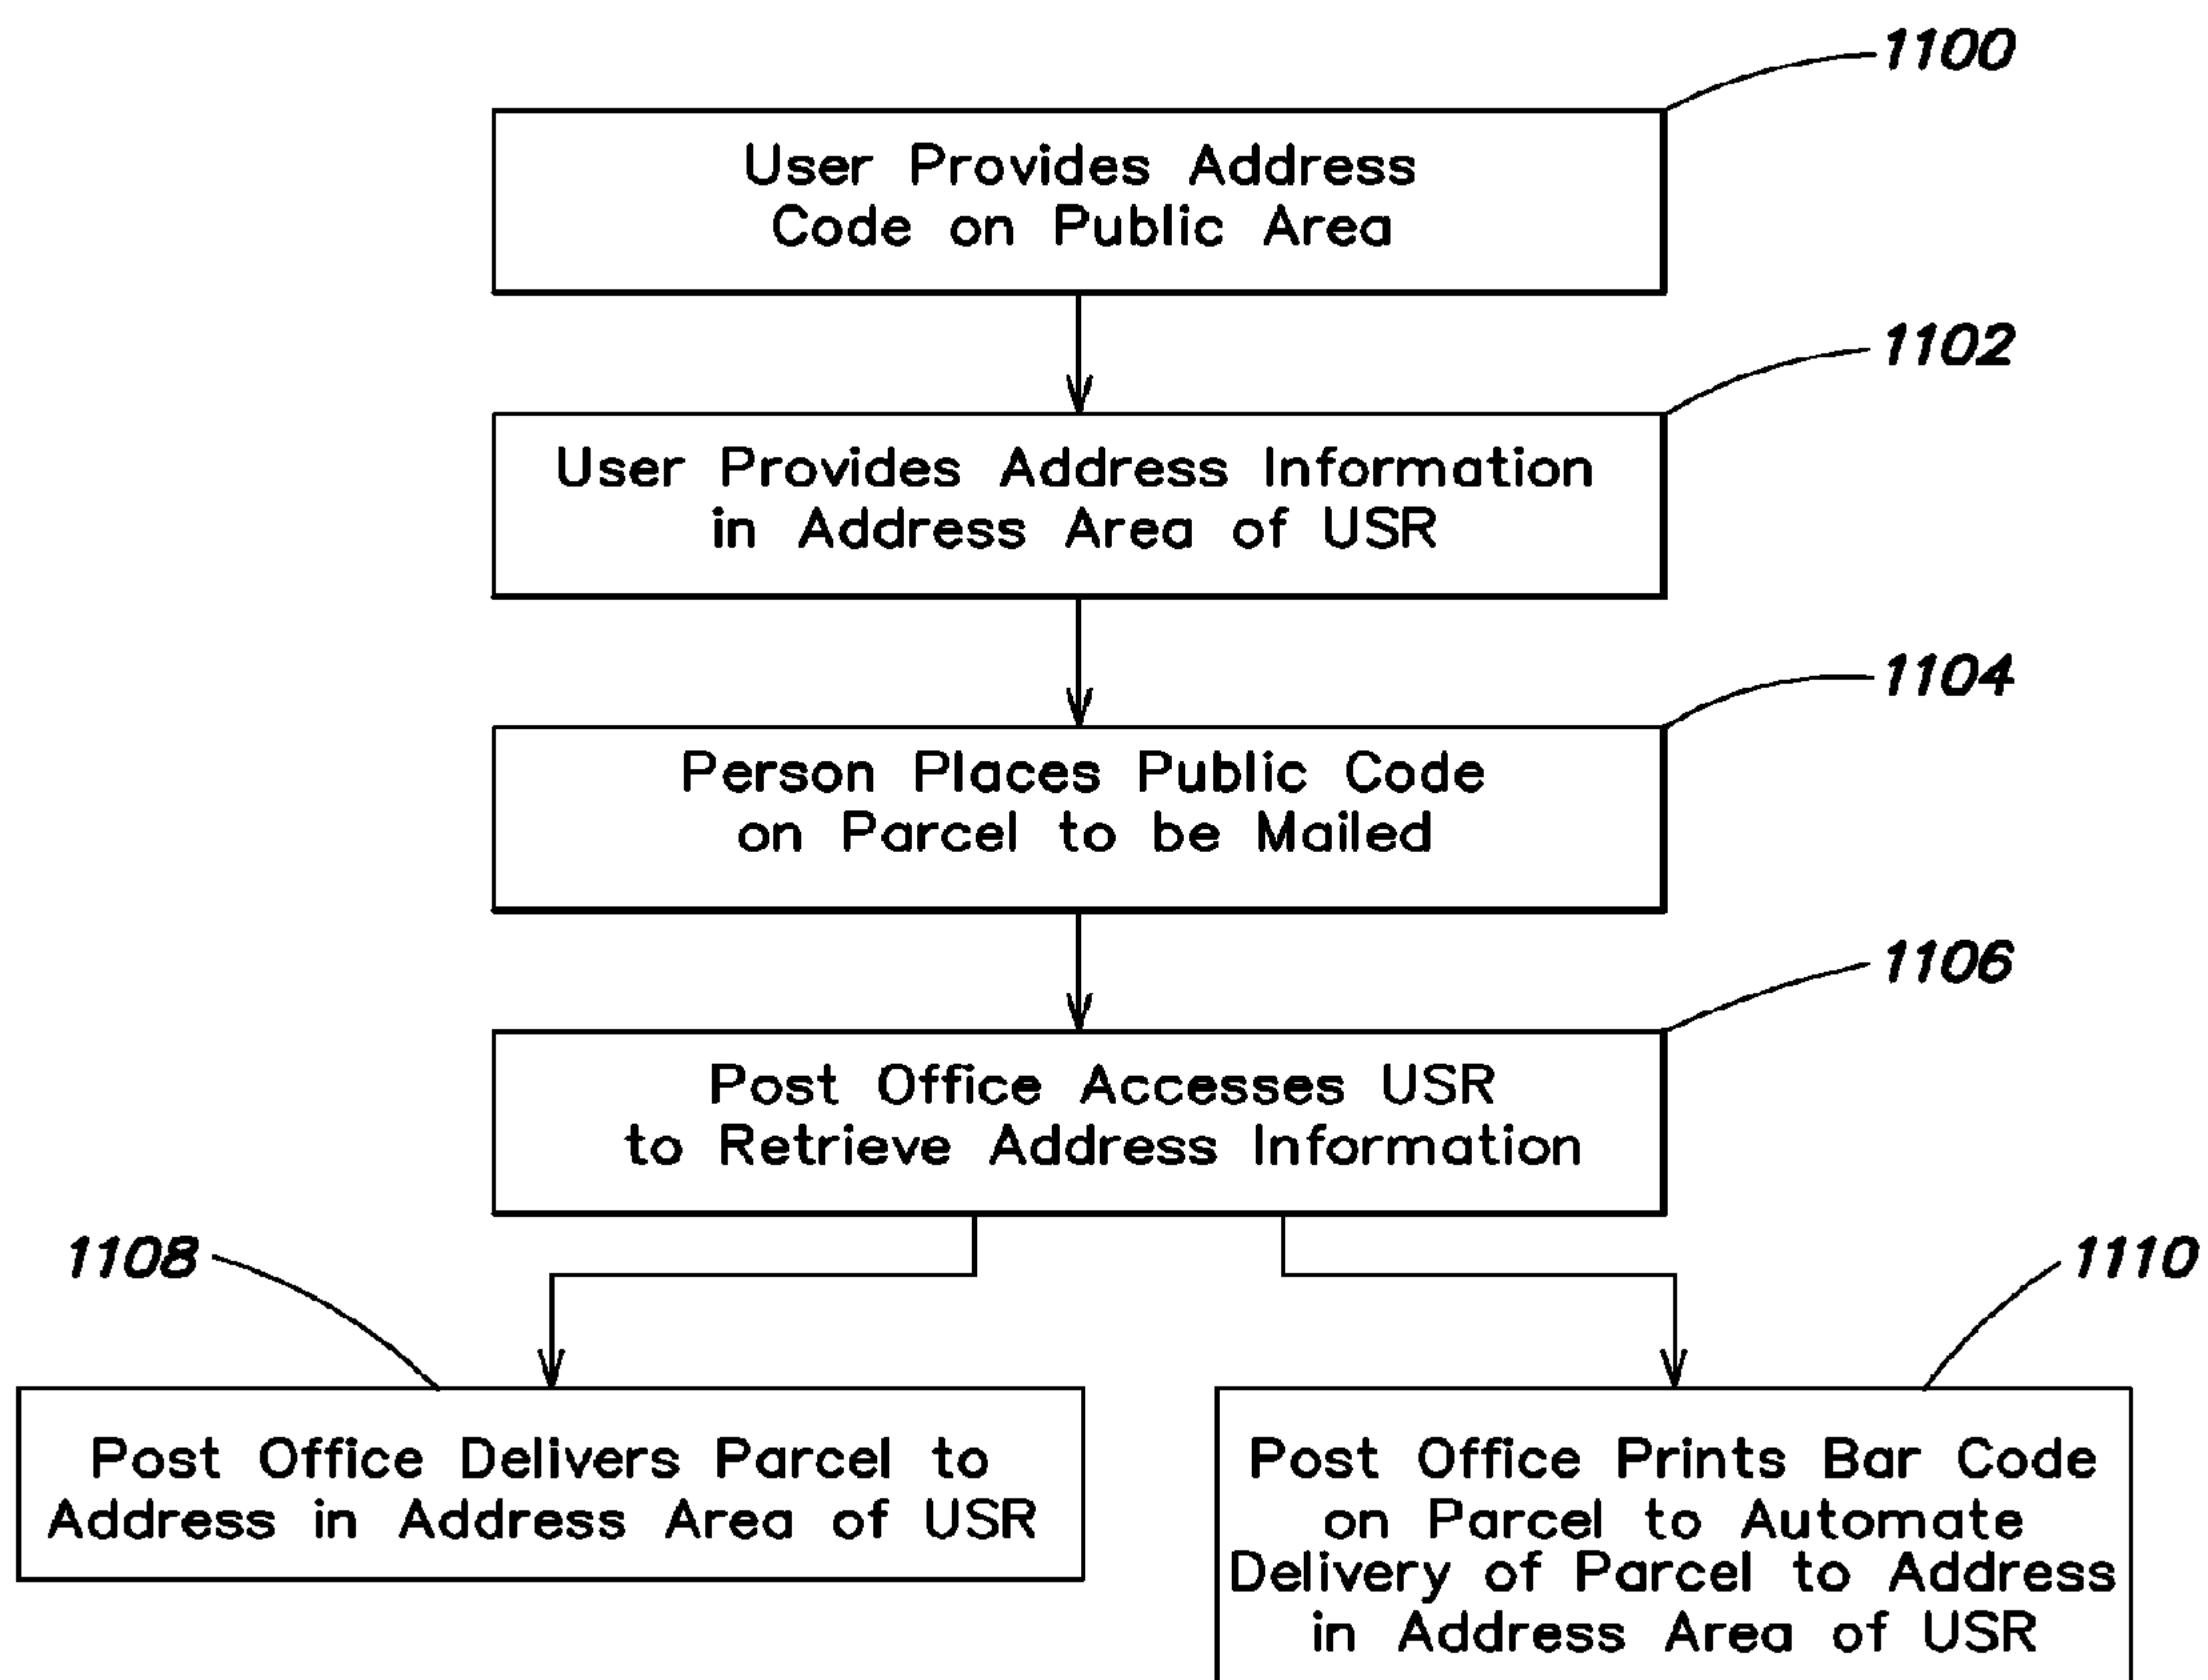 1100
User Provides Address
Code on Public Area
1102
User Provides Address Information
in Address Area of USR
1104
Person Places Public Code
on Parcel to be Mailed
1106
Post Office Accesses USR
to Retrieve Address Information
1108
Post Office Delivers Parcel to
Address in Address Area of USR
1110
Post Office Prints Bar Code
on Parcel to Automate
Delivery of Parcel to Address
in Address Area of USR